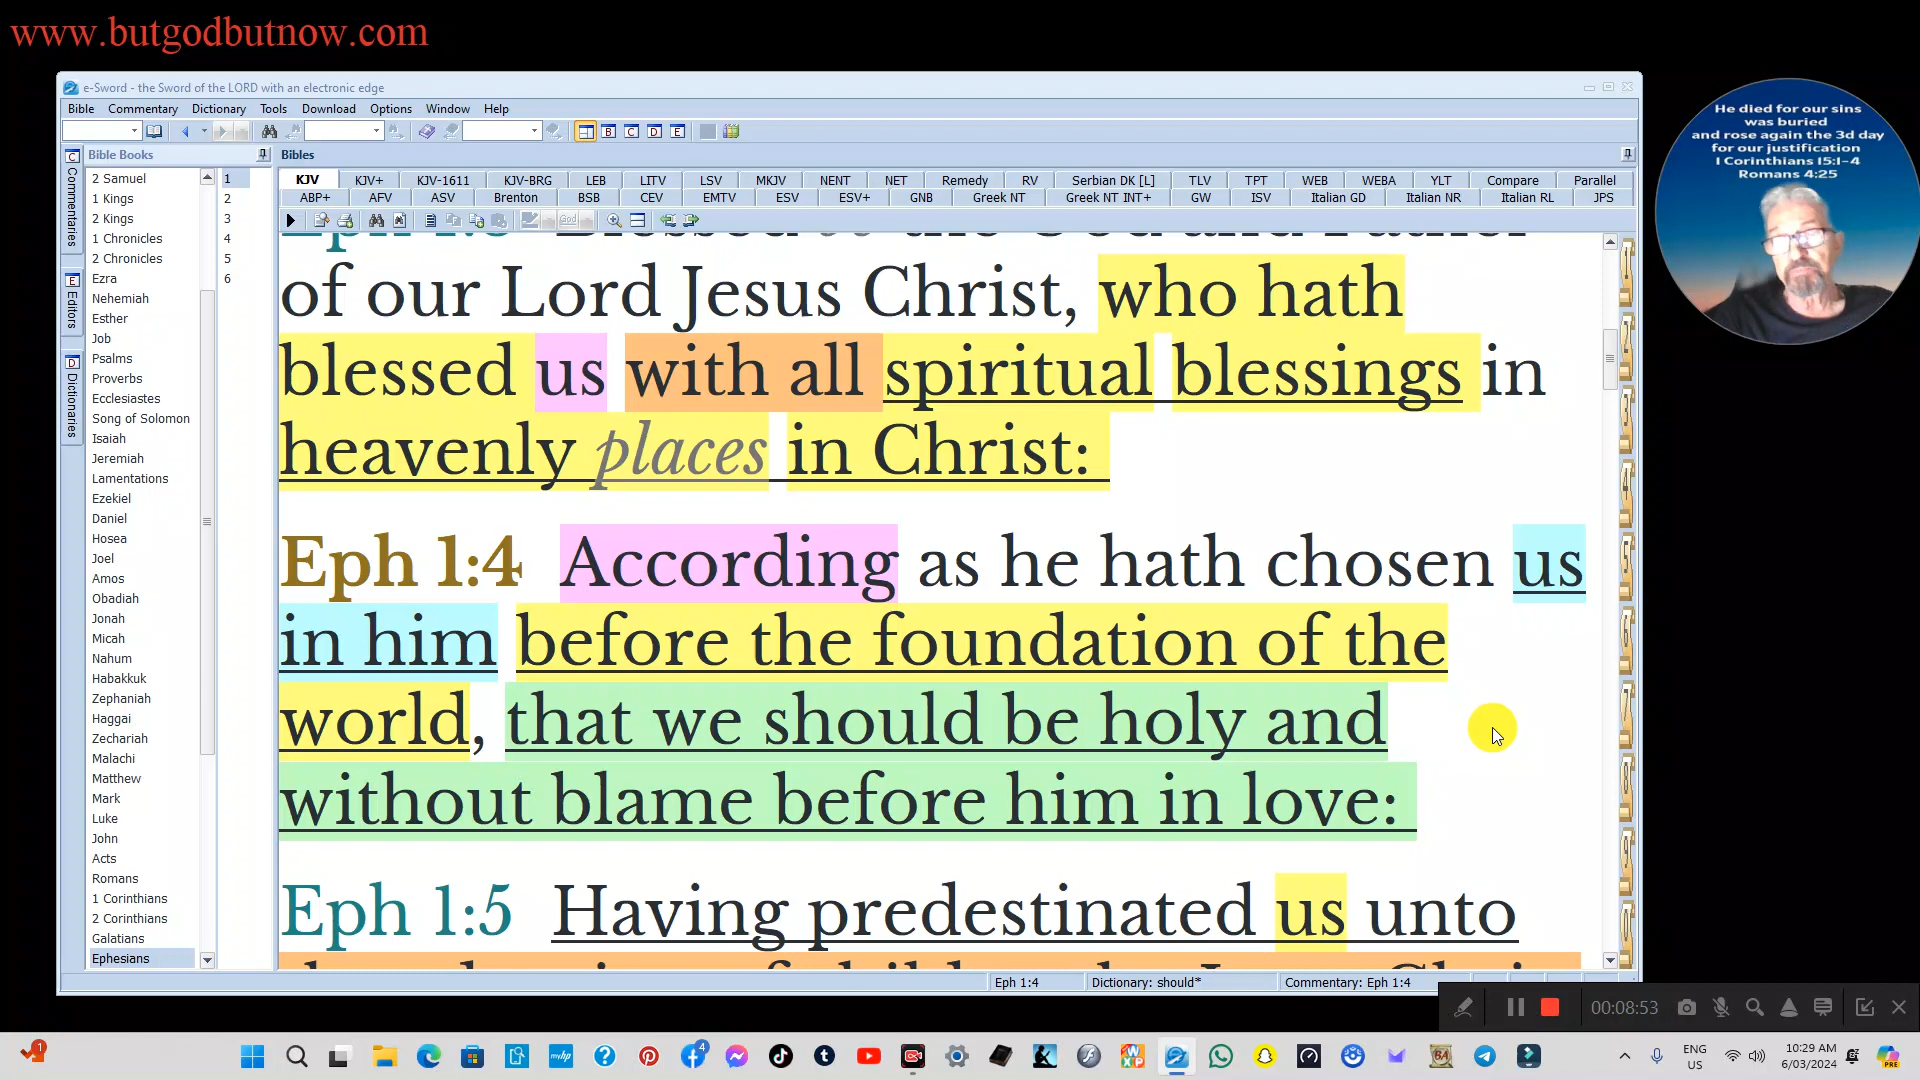 www.butgodbutnow.com
e-Sword - the Sword of the LORD with an electronic edge
Bible Commentary Dictionary Tools Download Options Window Help
B C D E
Bible Books
Bibles
Commentaries
Editors
Dictionaries
2 Samuel
1 Kings
2 Kings
1 Chronicles
2 Chronicles
Ezra
Nehemiah
Esther
Job
Psalms
Proverbs
Ecclesiastes
Song of Solomon
Isaiah
Jeremiah
Lamentations
Ezekiel
Daniel
Hosea
Joel
Amos
Obadiah
Jonah
Micah
Nahum
Habakkuk
Zephaniah
Haggai
Zechariah
Malachi
Matthew
Mark
Luke
John
Acts
Romans
1 Corinthians
2 Corinthians
Galatians
Ephesians
1
2
3
4
5
6
KJV KJV+ KJV-1611 KJV-BRG LEB LITV LSV MKJV NENT NET Remedy RV Serbian DK [L] TLV TPT WEB WEBA YLT Compare Parallel
ABP+ AFV ASV Brenton BSB CEV EMTV ESV ESV+ GNB Greek NT Greek NT INT+ GW ISV Italian GD Italian NR Italian RL JPS
of our Lord Jesus Christ, who hath
blessed us with all spiritual blessings in
heavenly places in Christ:
Eph 1:4 According as he hath chosen us
in him before the foundation of the
world, that we should be holy and
without blame before him in love:
Eph 1:5 Having predestinated us unto
Eph 1:4 Dictionary: should* Commentary: Eph 1:4
He died for our sins
was buried
and rose again the 3d day
for our justification
I Corinthians 15:1-4
Romans 4:25
00:08:53
ENG
US
10:29 AM
6/03/2024